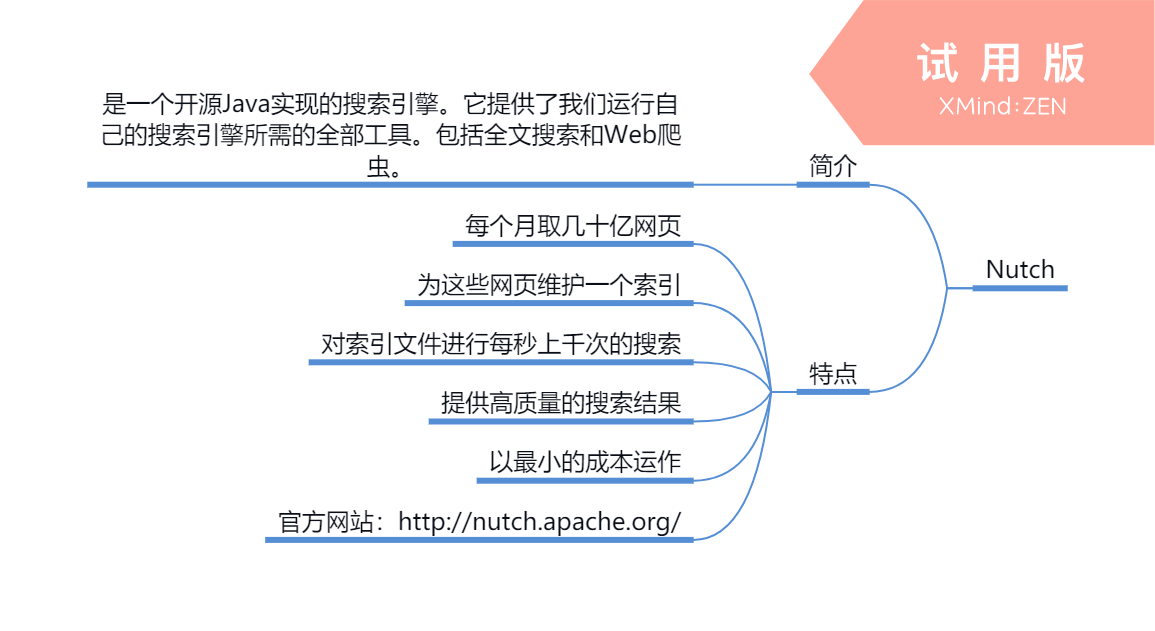 试用版
XMind:ZEN
是一个开源Java实现的搜索引擎。它提供了我们运行自
己的搜索引擎所需的全部工具。包括全文搜索和Web爬
虫。
简介
每个月取几十亿网页
为这些网页维护一个索引
对索引文件进行每秒上千次的搜索
提供高质量的搜索结果
以最小的成本运作
官方网站：http://nutch.apache.org/
特点
Nutch